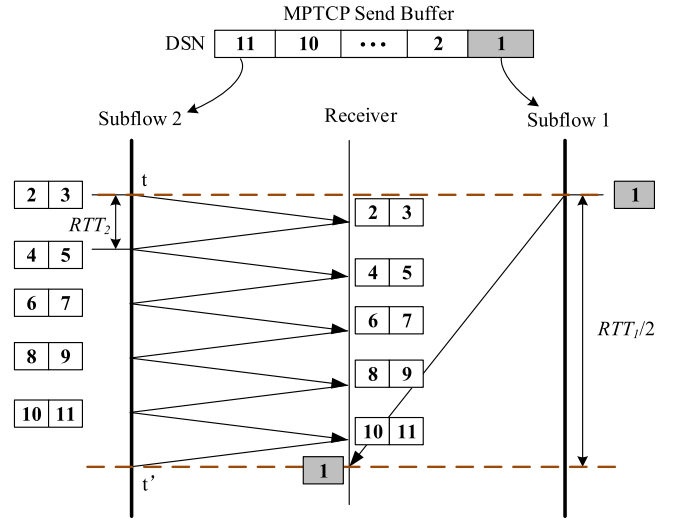 MPTCP Send Buffer
DSN 11 10 ••• 2 1
Subflow 2 Receiver Subflow 1
t
2 3 1
2 3
RTT2
4 5
4 5
6 7
6 7
RTT1/2
8 9
8 9
10 11
10 11
1
t’